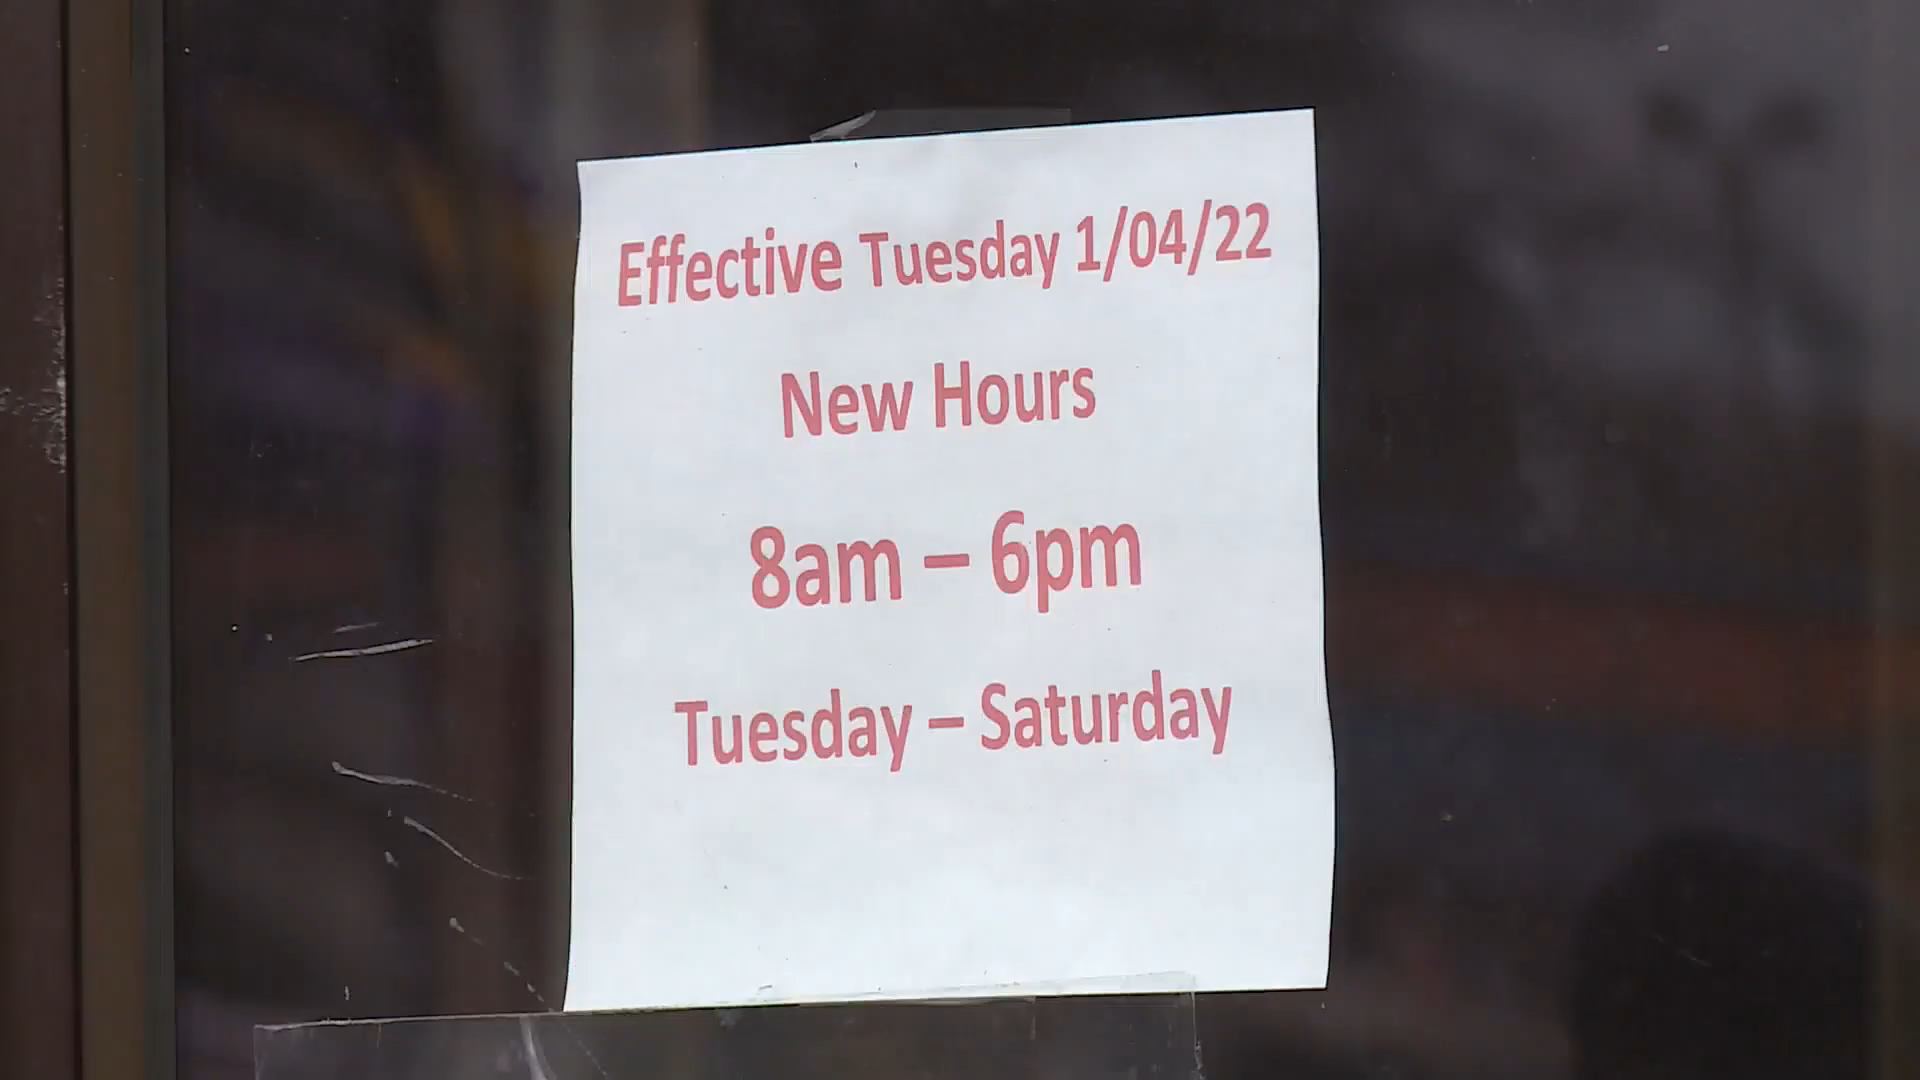 Effective Tuesday 1/04/22
New Hours
8am – 6pm
Tuesday – Saturday